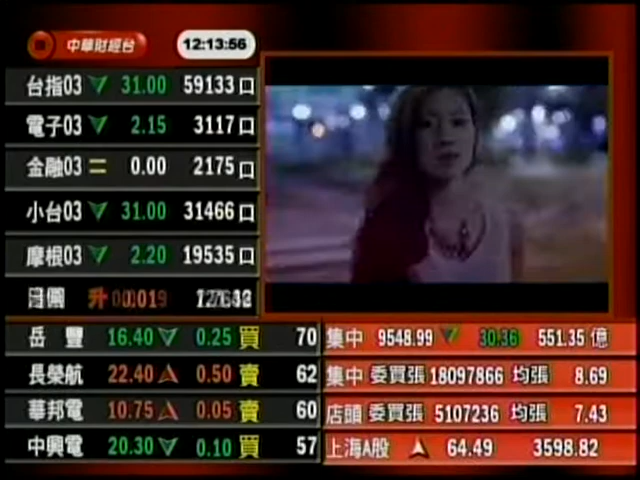 中華財經台 12:13:56
台指03 31.00 59133口
電子03 2.15 3117口
金融03 0.00 2175口
小台03 31.00 31466口
摩根03 2.20 19535口
升
岳豐 16.40 0.25 買 70
長榮航 22.40 0.50 賣 62
華邦電 10.75 0.05 賣 60
中興電 20.30 0.10 買 57
集中 9548.99 30.36 551.35 億
集中 委買張 18097866 均張 8.69
店頭 委買張 5107236 均張 7.43
上海A股 64.49 3598.82